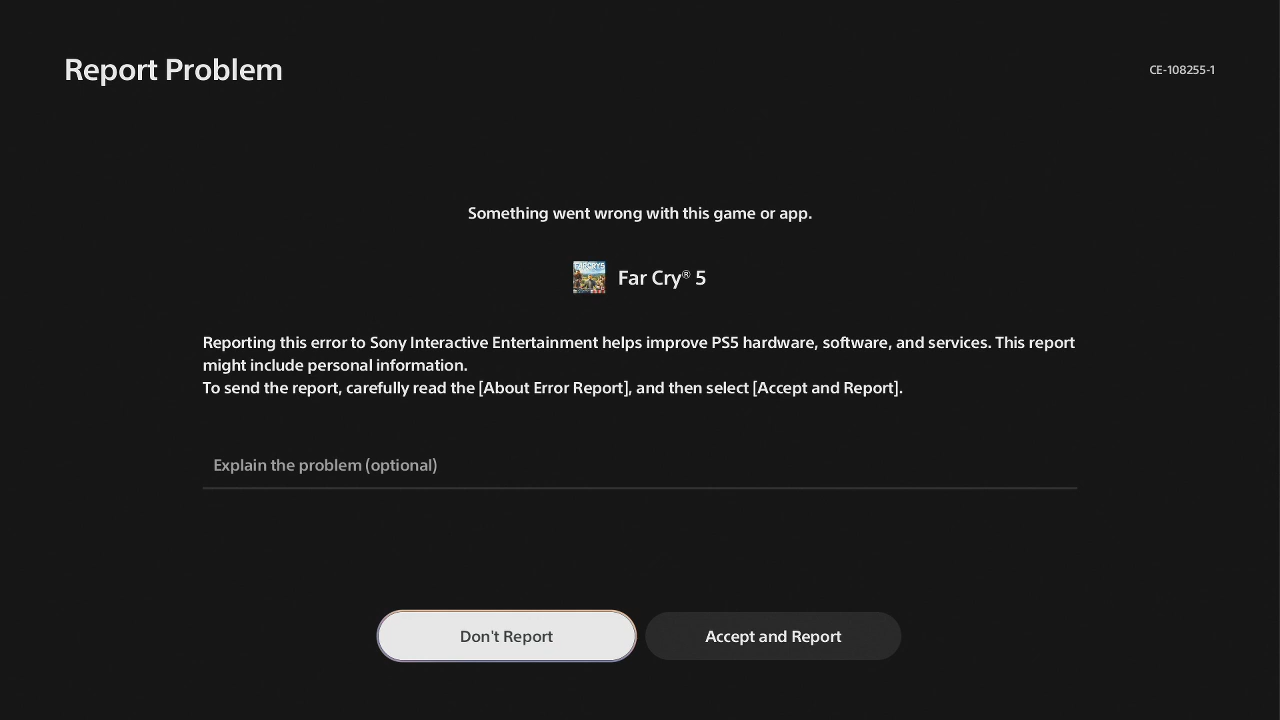 Report Problem
CE-108255-1
Something went wrong with this game or app.
FARCRY5
Far Cry® 5
Reporting this error to Sony Interactive Entertainment helps improve PS5 hardware, software, and services. This report
might include personal information.
To send the report, carefully read the [About Error Report], and then select [Accept and Report].
Explain the problem (optional)
Don't Report
Accept and Report